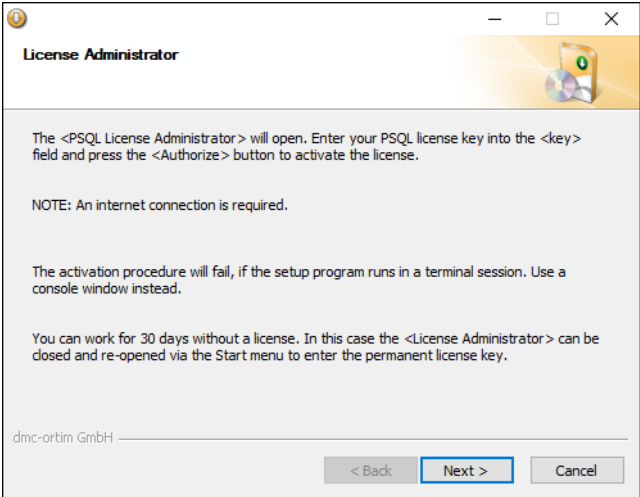 License Administrator
The <PSQL License Administrator> will open. Enter your PSQL license key into the <key>
field and press the <Authorize> button to activate the license.
NOTE: An internet connection is required.
The activation procedure will fail, if the setup program runs in a terminal session. Use a
console window instead.
You can work for 30 days without a license. In this case the <License Administrator> can be
closed and re-opened via the Start menu to enter the permanent license key.
dmc-ortim GmbH
< Back Next > Cancel